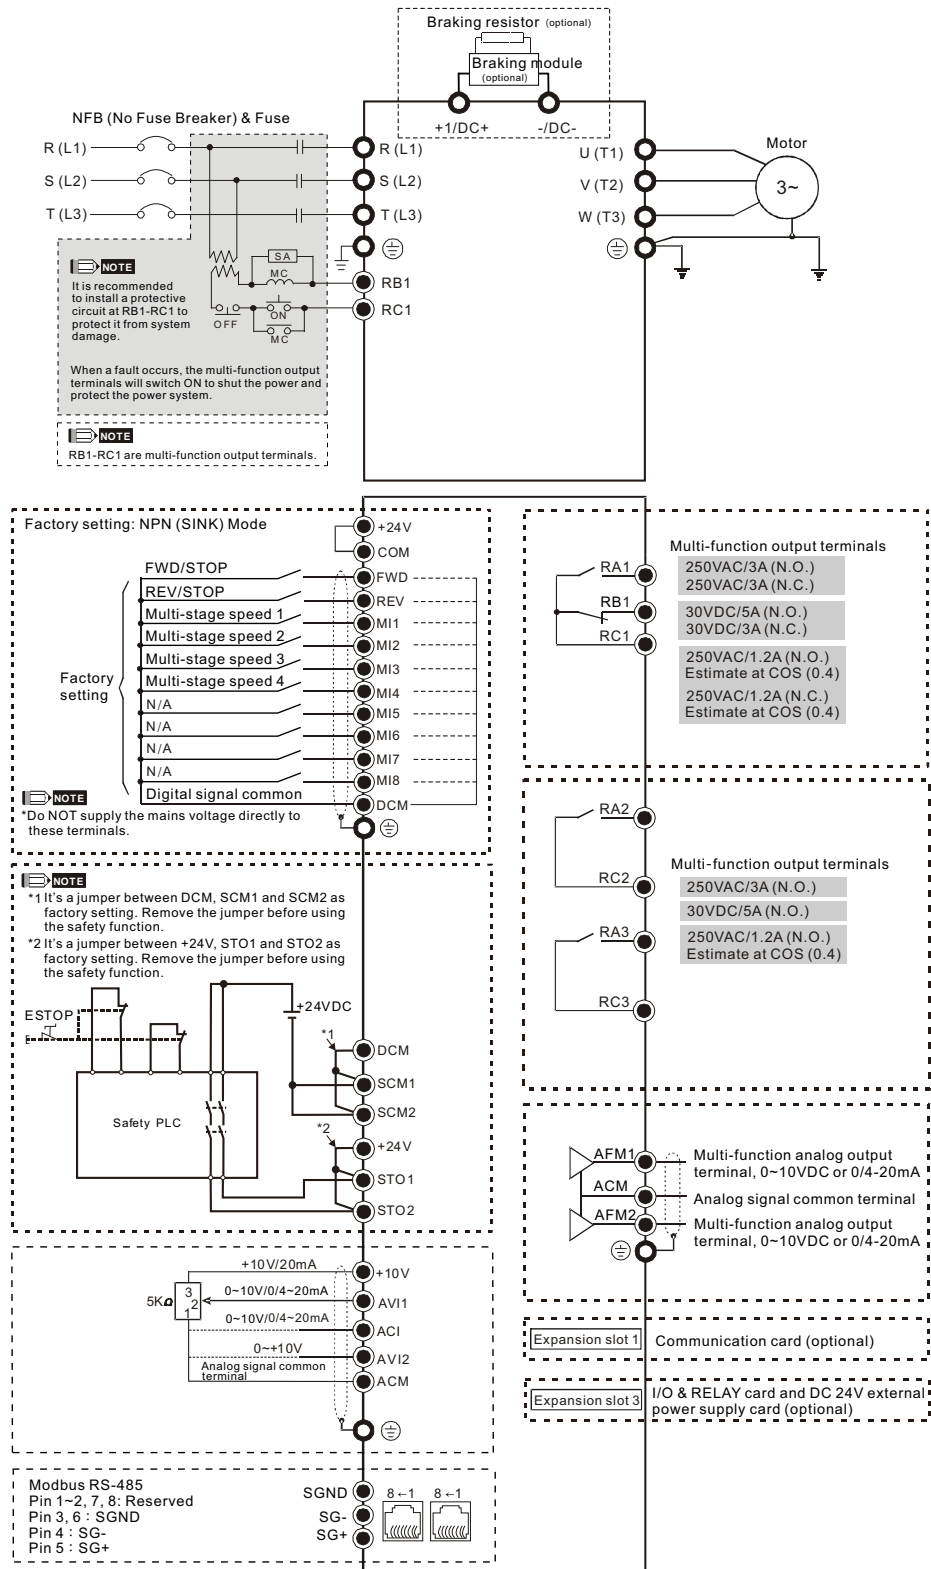 Braking resistor (optional)
Braking module
(optional)
+1/DC+
-/DC-
NFB (No Fuse Breaker) & Fuse
R (L1)
S (L2)
T (L3)
R (L1)
S (L2)
T (L3)
RB1
RC1
U (T1)
V (T2)
W (T3)
Motor
3~
SA
MC
ON
OFF
MC
NOTE
It is recommended
to install a protective
circuit at RB1-RC1 to
protect it from system
damage.
When a fault occurs, the multi-function output
terminals will switch ON to shut the power and
protect the power system.
NOTE
RB1-RC1 are multi-function output terminals.
Factory setting: NPN (SINK) Mode
+24V
COM
FWD/STOP
FWD
REV/STOP
REV
Multi-stage speed 1
MI1
Multi-stage speed 2
MI2
Multi-stage speed 3
MI3
Multi-stage speed 4
MI4
N/A
MI5
N/A
MI6
N/A
MI7
N/A
MI8
Digital signal common
DCM
Factory
setting
NOTE
*Do NOT supply the mains voltage directly to
these terminals.
NOTE
*1 It's a jumper between DCM, SCM1 and SCM2 as
factory setting. Remove the jumper before using
the safety function.
*2 It's a jumper between +24V, STO1 and STO2 as
factory setting. Remove the jumper before using
the safety function.
ESTOP
+24VDC
*1
DCM
SCM1
SCM2
Safety PLC
*2
+24V
STO1
STO2
+10V/20mA
+10V
5KΩ
3
2
1
0~10V/0/4~20mA
AVI1
0~10V/0/4~20mA
ACI
0~+10V
AVI2
Analog signal common
terminal
ACM
Modbus RS-485
Pin 1~2, 7, 8: Reserved
Pin 3, 6 : SGND
Pin 4 : SG-
Pin 5 : SG+
SGND
SG-
SG+
8←1
8←1
Multi-function output terminals
RA1
RB1
RC1
250VAC/3A (N.O.)
250VAC/3A (N.C.)
30VDC/5A (N.O.)
30VDC/3A (N.C.)
250VAC/1.2A (N.O.)
Estimate at COS (0.4)
250VAC/1.2A (N.C.)
Estimate at COS (0.4)
RA2
RC2
RA3
RC3
Multi-function output terminals
250VAC/3A (N.O.)
30VDC/5A (N.O.)
250VAC/1.2A (N.O.)
Estimate at COS (0.4)
AFM1
Multi-function analog output
terminal, 0~10VDC or 0/4-20mA
ACM
Analog signal common terminal
AFM2
Multi-function analog output
terminal, 0~10VDC or 0/4-20mA
Expansion slot 1
Communication card (optional)
Expansion slot 3
I/O & RELAY card and DC 24V external
power supply card (optional)